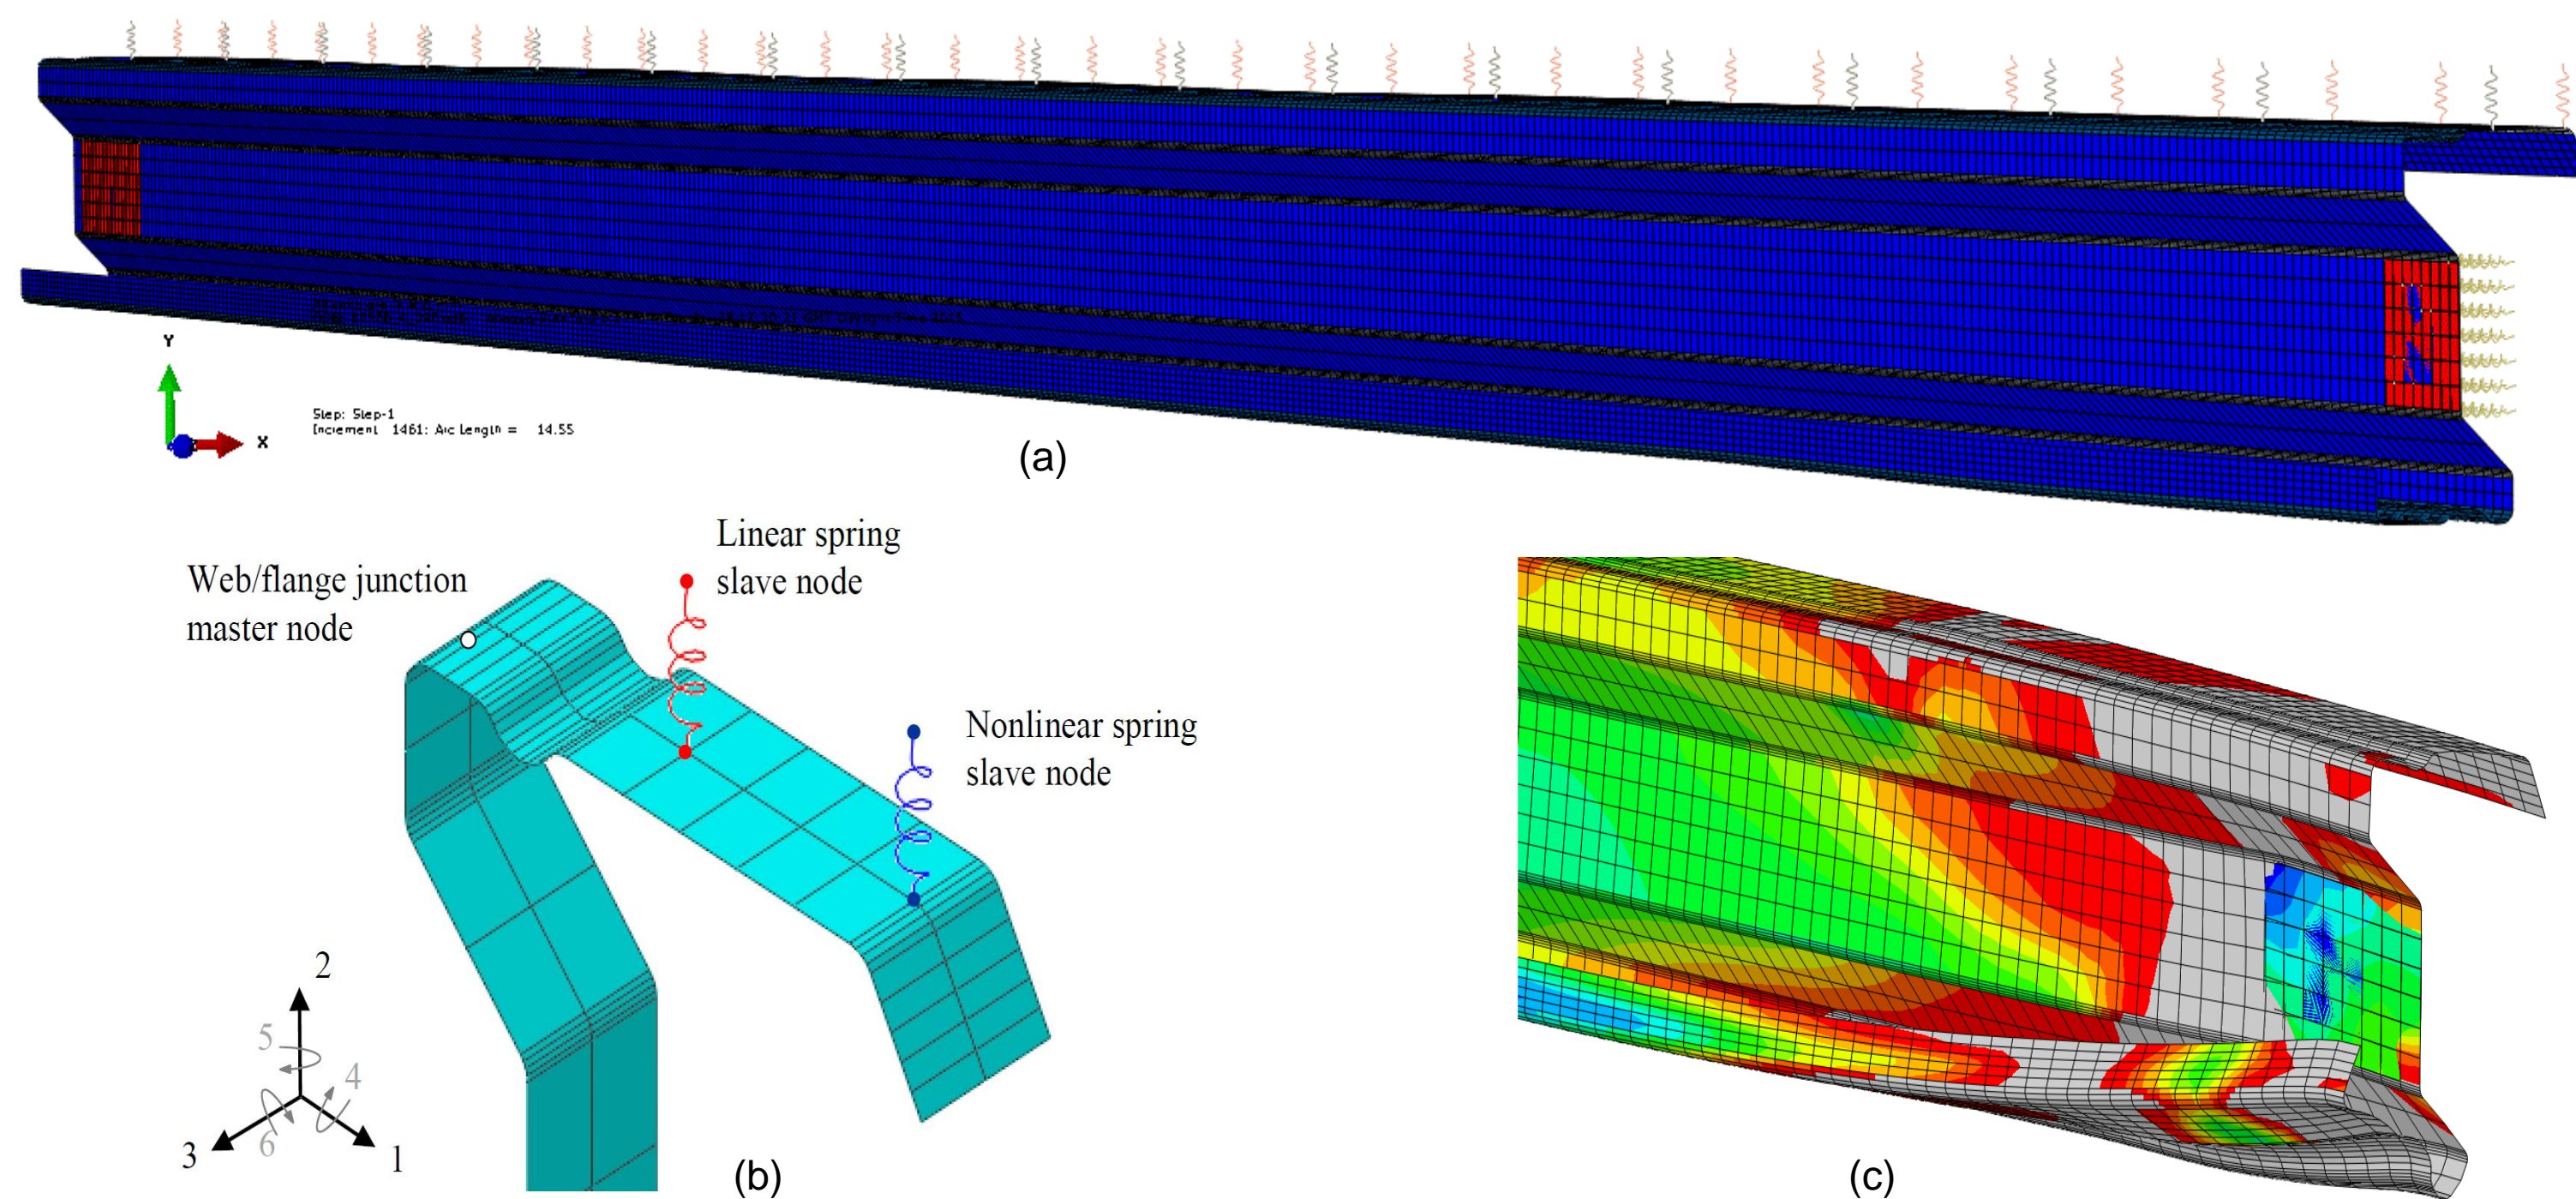 Y
X
Step: Step-1
Increment 1461: Arc Length = 14.55
(a)
Linear spring
slave node
Web/flange junction
master node
Nonlinear spring
slave node
2
5
4
3
6
1
(b)
(c)